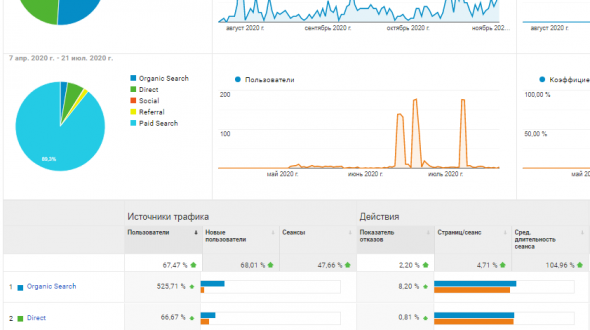 август 2020 г. сентябрь 2020 г. октябрь 2020 г. ноябрь 202... август 2020 г.
7 апр. 2020 г. - 21 июл. 2020 г.
Organic Search
Direct
Social
Referral
Paid Search
Пользователи
200
100
май 2020 г. июнь 2020 г. июль 2020 г.
Коэффицие
100,00 %
50,00 %
май 2020
Источники трафика Действия
Пользователи Новые пользователи Сеансы Показатель отказов Страниц/сеанс Сред. длительность сеанса
67,47 % 68,01 % 47,66 % 2,20 % 4,71 % 104,96 %
1 Organic Search 525,71 % 8,20 %
2 Direct 66,67 % 0,81 %